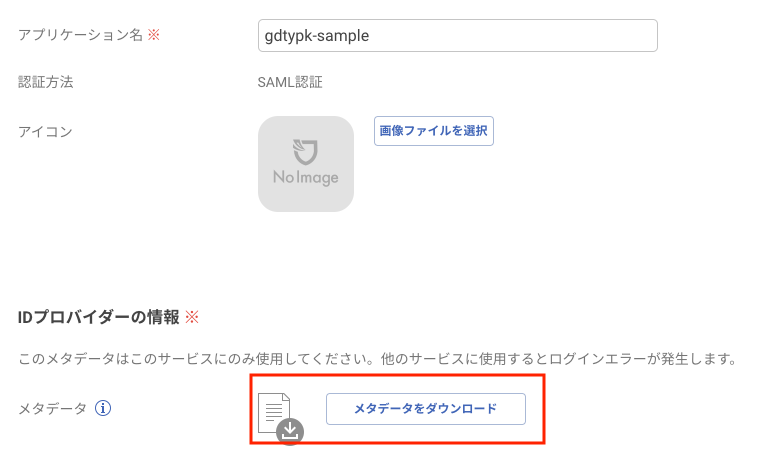 アプリケーション名 ※
gdtypk-sample
認証方法
SAML認証
アイコン
画像ファイルを選択
No Image
IDプロバイダーの情報 ※
このメタデータはこのサービスにのみ使用してください。他のサービスに使用するとログインエラーが発生します。
メタデータ
メタデータをダウンロード